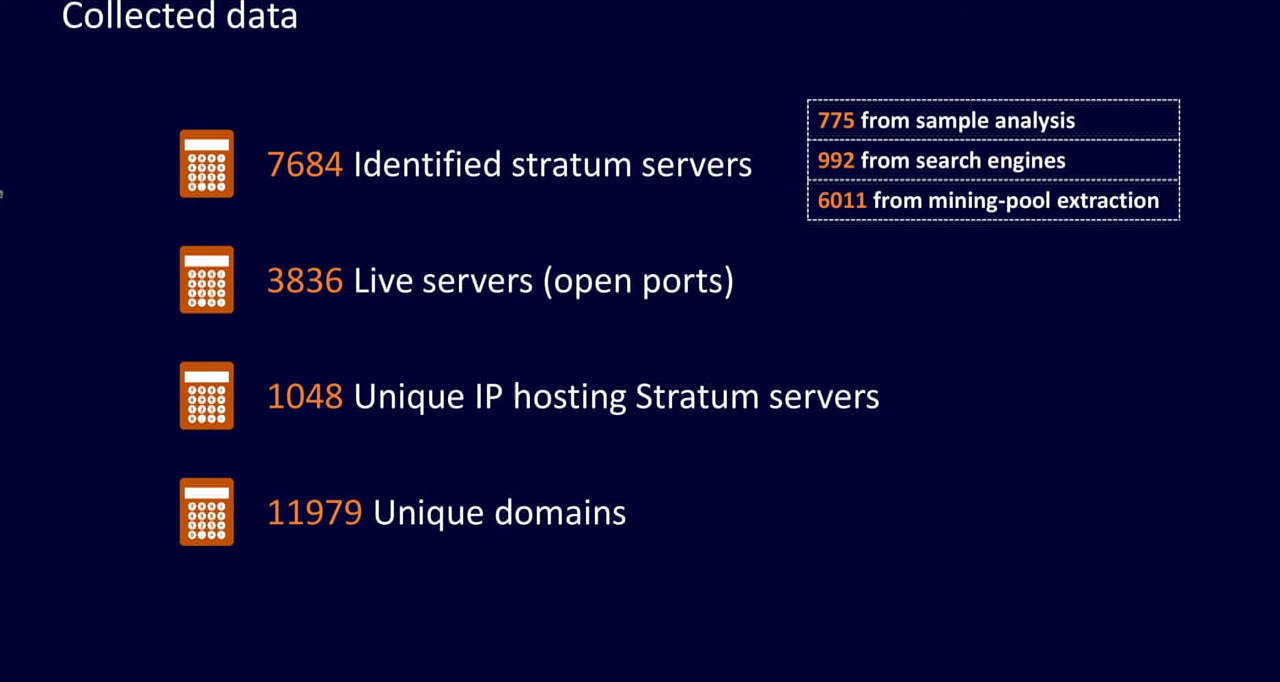 Collected data
7684 Identified stratum servers
775 from sample analysis
992 from search engines
6011 from mining-pool extraction
3836 Live servers (open ports)
1048 Unique IP hosting Stratum servers
11979 Unique domains